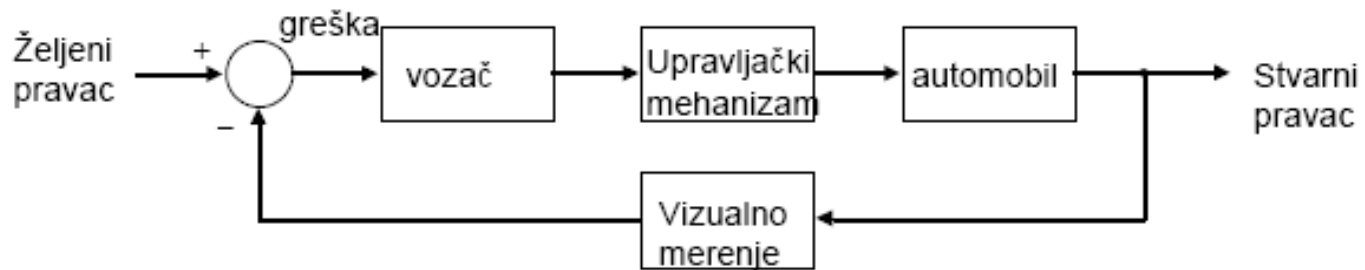 greška
Željeni
pravac
+
−
vozač
Upravljački
mehanizam
automobil
Stvarni
pravac
Vizualno
merenje